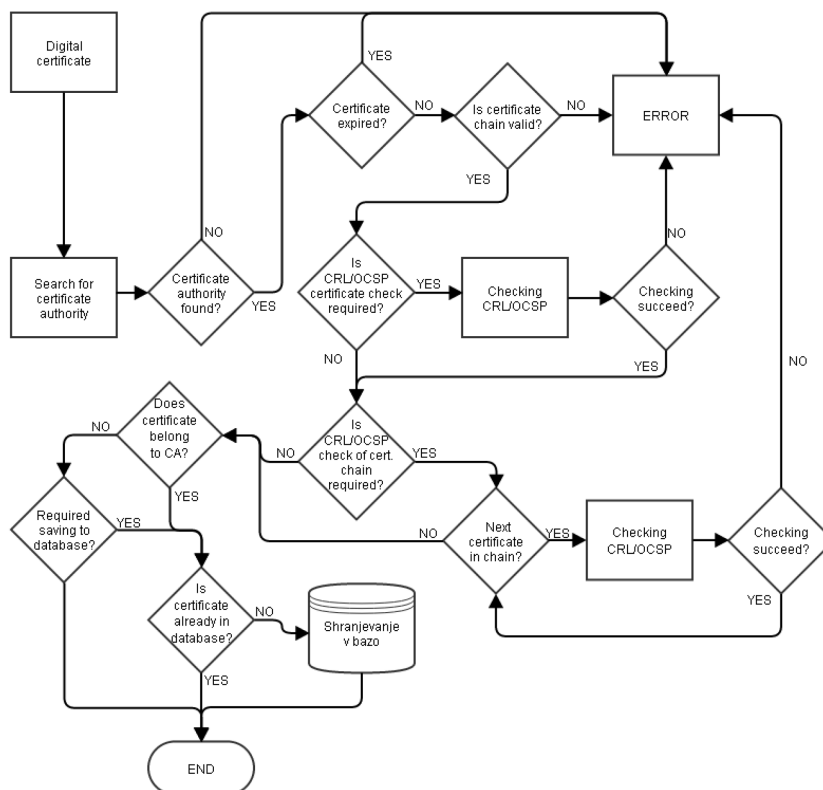 Digital
certificate
YES
Certificate
expired?
NO
Is certificate
chain valid?
NO
ERROR
YES
NO
Search for
certificate
authority
Certificate
authority
found?
YES
NO
Is
CRL/OCSP
certificate check
required?
YES
Checking
CRL/OCSP
Checking
succeed?
NO
YES
NO
Does
certificate
belong
to CA?
NO
YES
Is
CRL/OCSP
check of cert.
chain
required?
NO
YES
Required
saving to
database?
YES
NO
Next
certificate
in chain?
YES
Checking
CRL/OCSP
Checking
succeed?
NO
YES
Is
certificate
already in
database?
NO
YES
Shranjevanje
v bazo
END